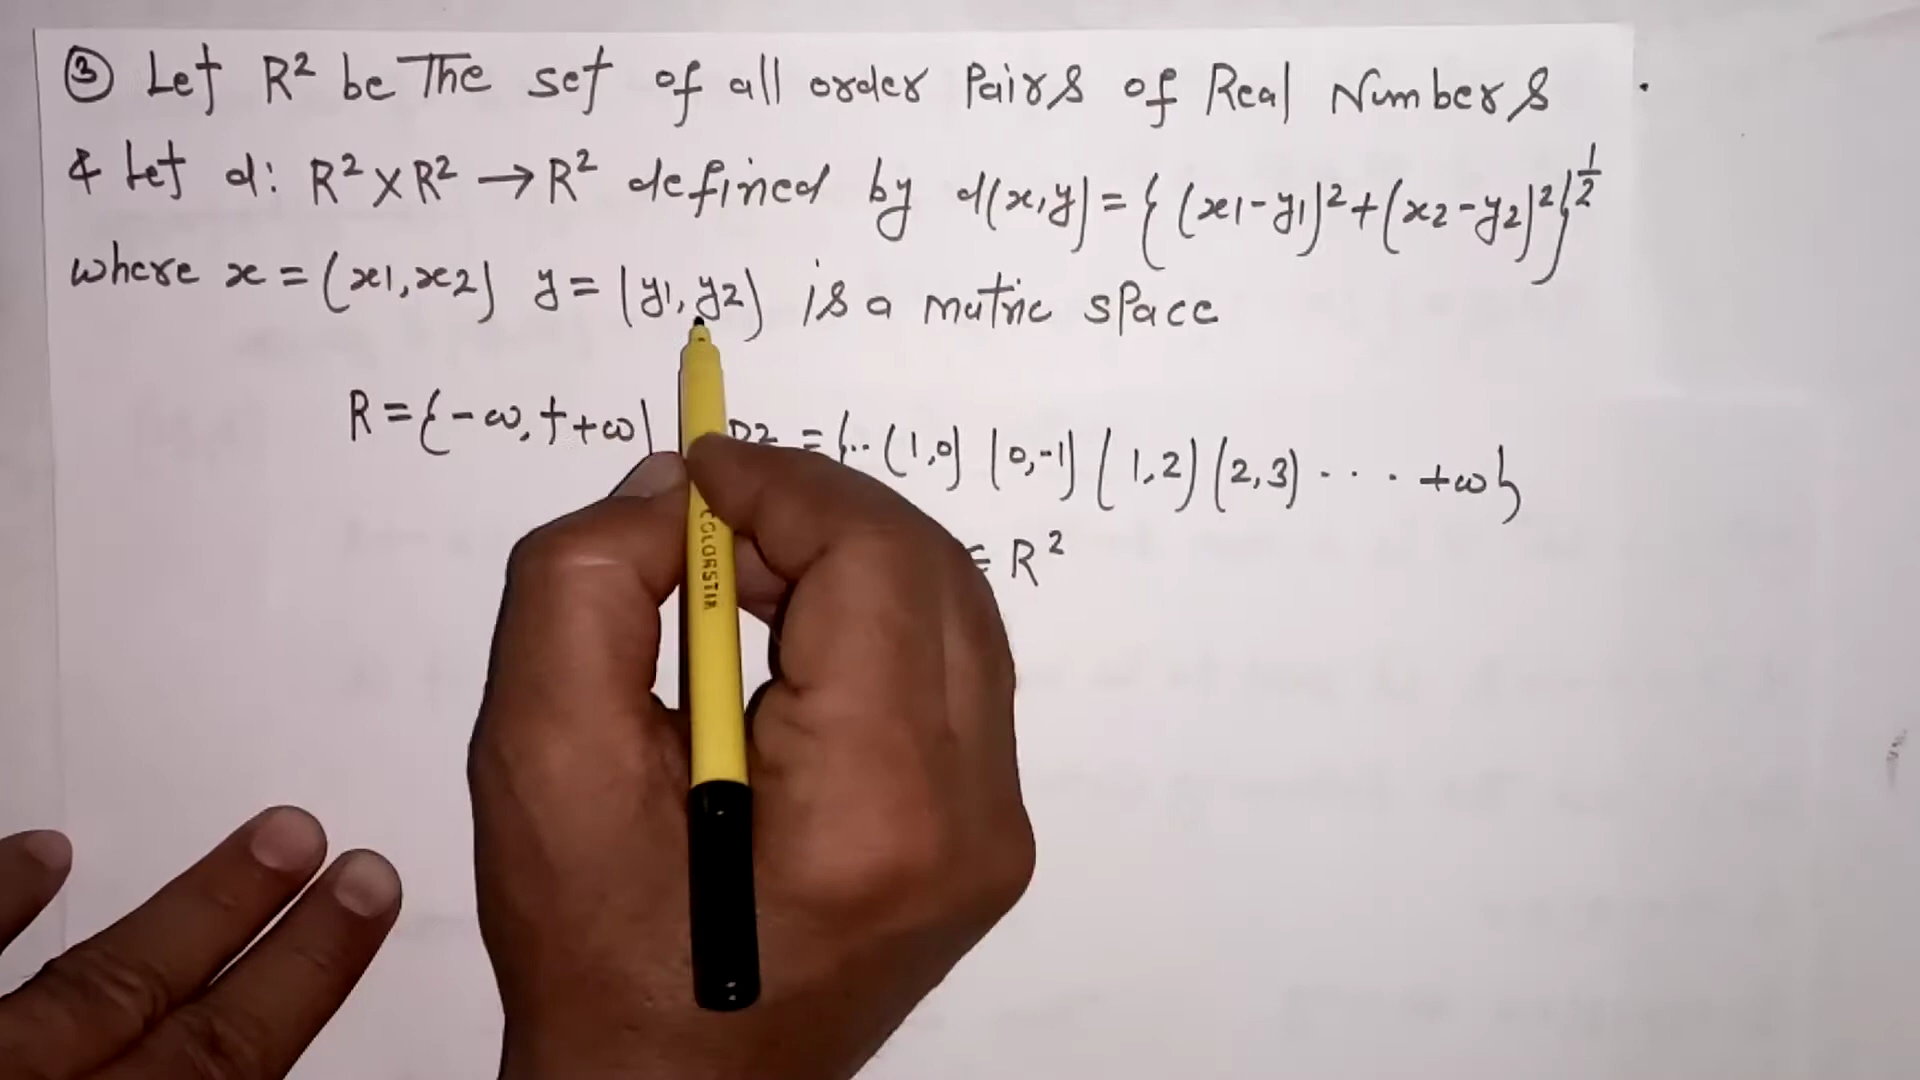 ③ Let R² be The set of all order Pairs of Real Numbers
& Let d: R² X R² → R² defined by d(x,y) = { (x1-y1)² + (x2-y2)² }^1/2
where x = (x1, x2) y = (y1, y2) is a metric space
R = {-∞, + +∞) R2 = {.. (1,0) (0,-1) (1,2) (2,3) . . . +∞}
= R²
COLORSTIX